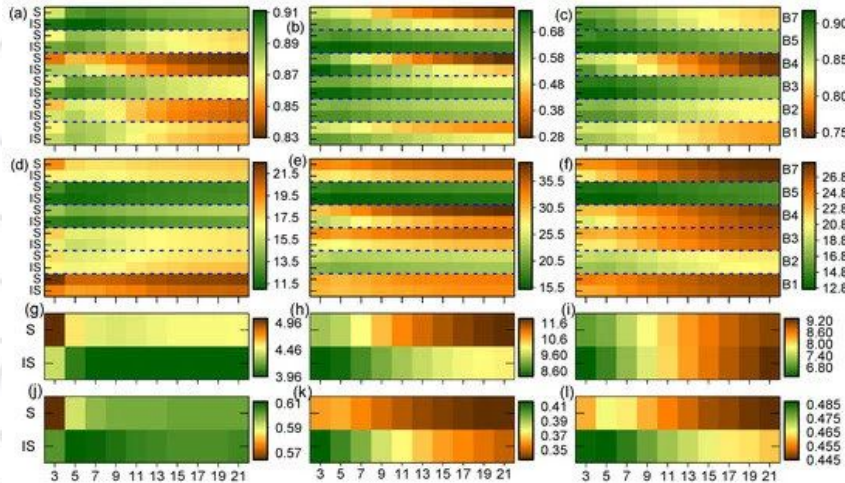 (a) S 0.91 (b) (c) 0.90 B7
IS
S 0.89 0.68 B5
IS 0.85
S 0.87 0.58 B4
IS
S 0.48 B3
IS 0.85 0.80
S 0.38 B2
IS
S B1
IS 0.83 0.28 0.75
(d) S 21.5 (e) 35.5 (f) 26.8 B7
IS
S 19.5 24.8 B5
IS 30.5 22.8
S 17.5 20.8 B4
IS
S 15.5 25.5 18.8 B3
IS
S 13.5 20.5 16.8 B2
IS 14.8
S 11.5 15.5 12.8 B1
IS
(g) 4.96 (h) 11.6 (i) 9.20
S 10.6 8.00
4.46 7.40
IS 9.60 6.80
3.96 8.60
(j) 0.61 (k) 0.41 (l) 0.485
S 0.39 0.475
0.59 0.37 0.465
IS 0.35 0.455
0.57 0.445
3 5 7 9 11 13 15 17 19 21 3 5 7 9 11 13 15 17 19 21 3 5 7 9 11 13 15 17 19 21